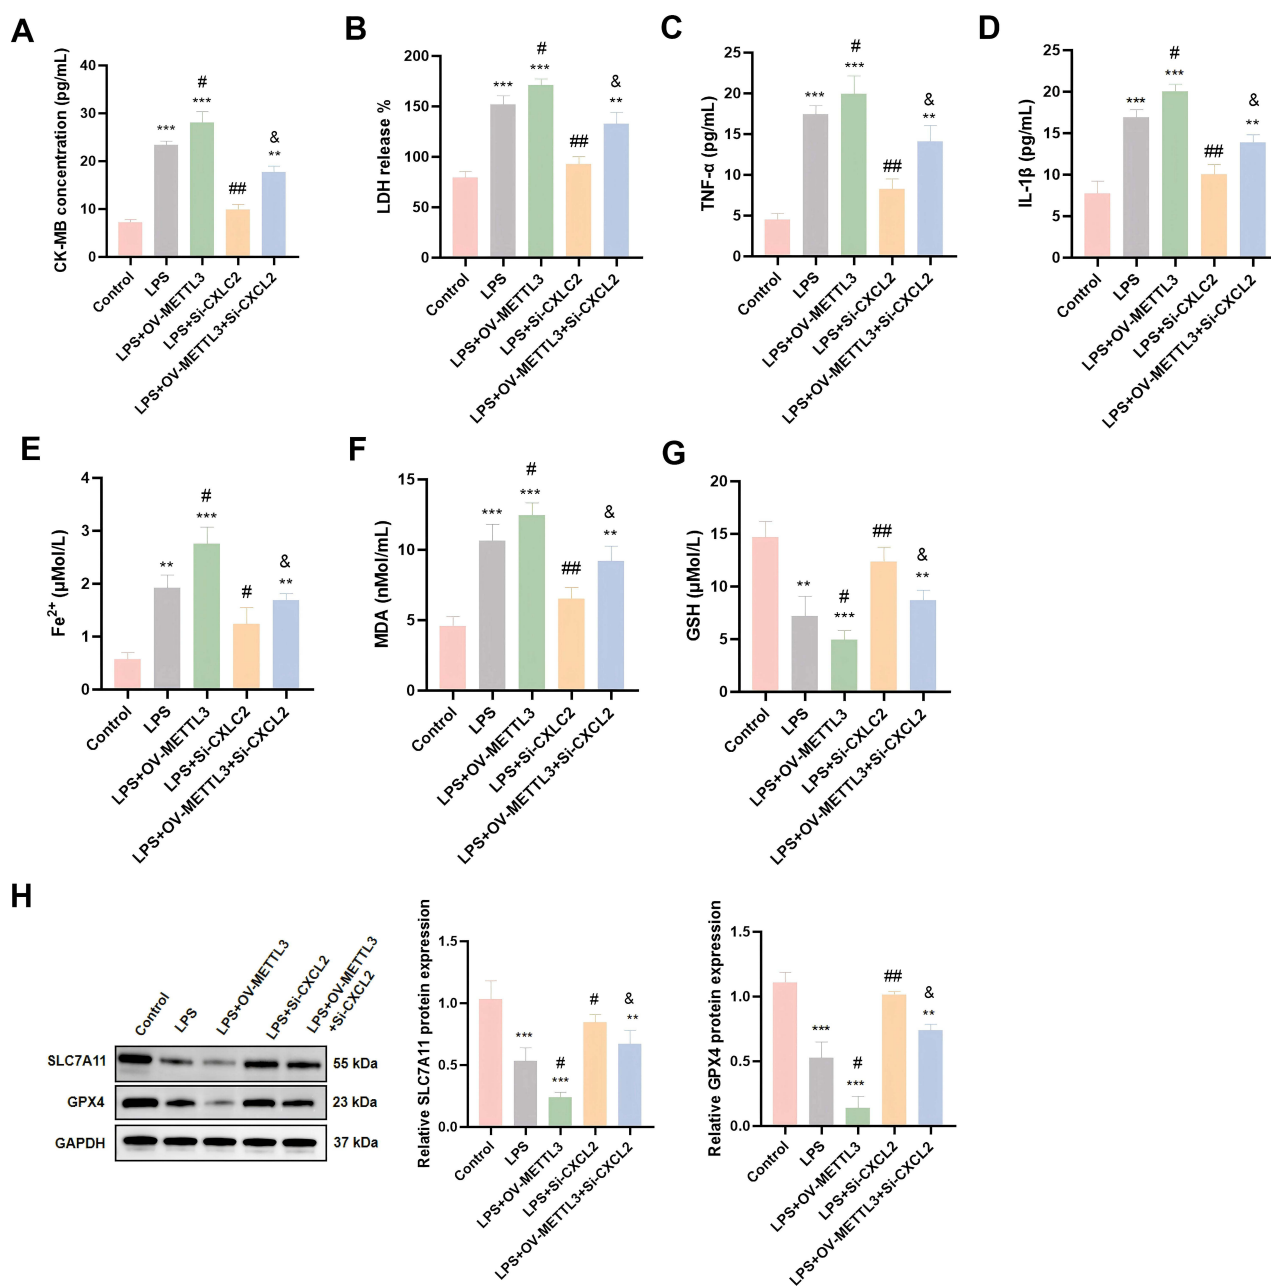 A
CK-MB concentration (pg/mL)
40
30
20
10
0
***
#
***
##
&
**
Control
LPS
LPS+OV-METTL3
LPS+Si-CXLC2
LPS+OV-METTL3+Si-CXCL2
B
LDH release %
200
150
100
50
0
***
#
***
##
&
**
Control
LPS
LPS+OV-METTL3
LPS+Si-CXLC2
LPS+OV-METTL3+Si-CXCL2
C
TNF-α (pg/mL)
25
20
15
10
5
0
***
#
***
##
&
**
Control
LPS
LPS+OV-METTL3
LPS+Si-CXLC2
LPS+OV-METTL3+Si-CXCL2
D
IL-1β (pg/mL)
25
20
15
10
5
0
***
#
***
##
&
**
Control
LPS
LPS+OV-METTL3
LPS+Si-CXLC2
LPS+OV-METTL3+Si-CXCL2
E
Fe2+ (μMol/L)
4
3
2
1
0
**
#
***
#
&
**
Control
LPS
LPS+OV-METTL3
LPS+Si-CXLC2
LPS+OV-METTL3+Si-CXCL2
F
MDA (nMol/mL)
15
10
5
0
***
#
***
##
&
**
Control
LPS
LPS+OV-METTL3
LPS+Si-CXLC2
LPS+OV-METTL3+Si-CXCL2
G
GSH (μMol/L)
20
15
10
5
0
**
#
***
##
&
**
Control
LPS
LPS+OV-METTL3
LPS+Si-CXLC2
LPS+OV-METTL3+Si-CXCL2
H
Control
LPS
LPS+OV-METTL3
LPS+Si-CXCL2
LPS+OV-METTL3
+Si-CXCL2
SLC7A11
55 kDa
GPX4
23 kDa
GAPDH
37 kDa
Relative SLC7A11 protein expression
1.5
1.0
0.5
0.0
***
#
***
#
&
**
Control
LPS
LPS+OV-METTL3
LPS+Si-CXCL2
LPS+OV-METTL3+Si-CXCL2
Relative GPX4 protein expression
1.5
1.0
0.5
0.0
***
#
***
##
&
**
Control
LPS
LPS+OV-METTL3
LPS+Si-CXCL2
LPS+OV-METTL3+Si-CXCL2